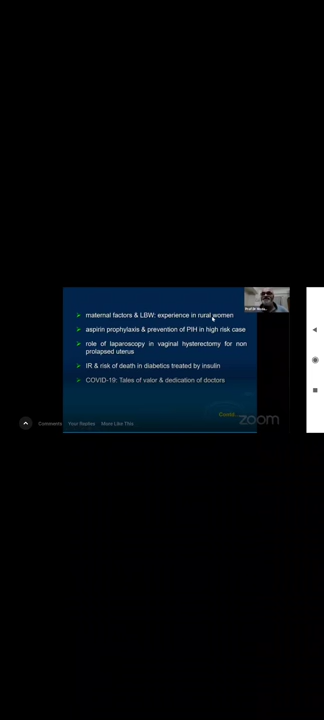 maternal factors & LBW: experience in rural women
aspirin prophylaxis & prevention of PIH in high risk case
role of laparoscopy in vaginal hysterectomy for non
prolapsed uterus
IR & risk of death in diabetics treated by insulin
COVID-19: Tales of valor & dedication of doctors
Covid
zoom
Comments Your Replies More Like This